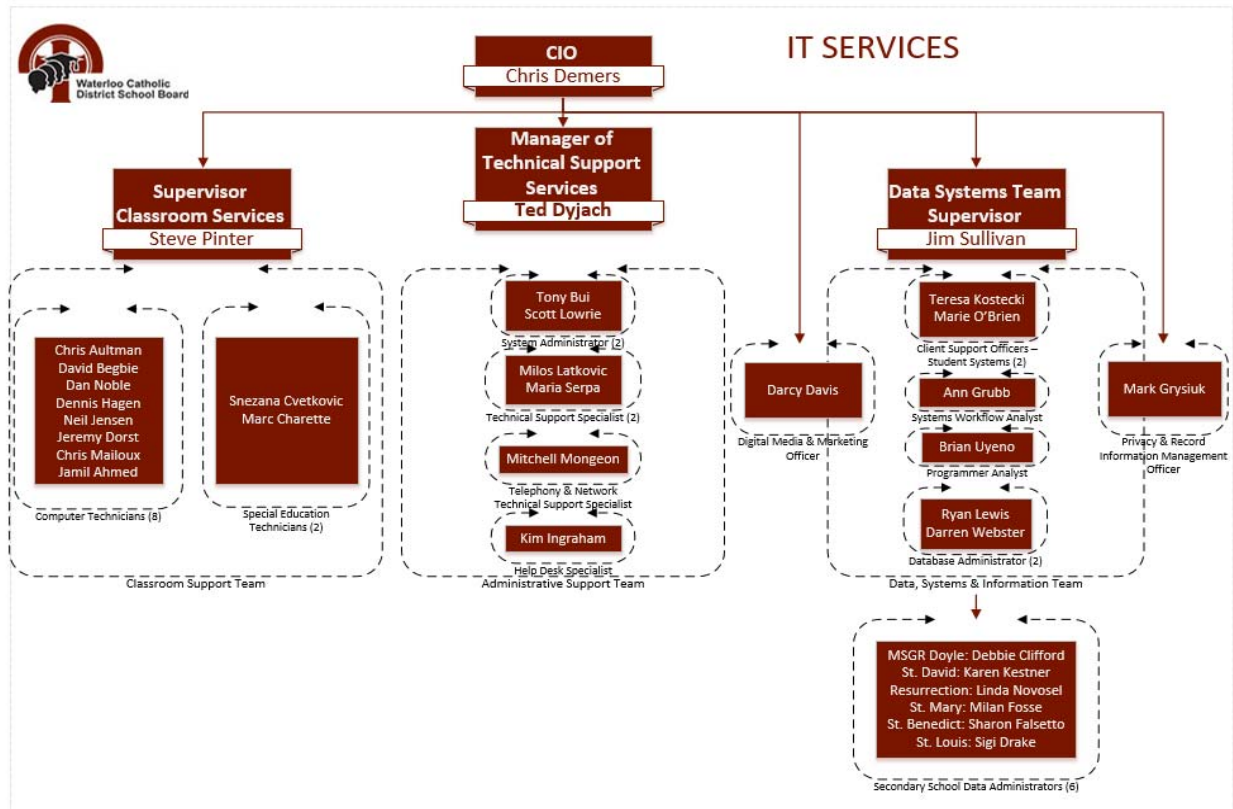 Waterloo Catholic
District School Board
IT SERVICES
CIO
Chris Demers
Supervisor
Classroom Services
Steve Pinter
Manager of
Technical Support
Services
Ted Dyjach
Data Systems Team
Supervisor
Jim Sullivan
Chris Aultman
David Begbie
Dan Noble
Dennis Hagen
Neil Jensen
Jeremy Dorst
Chris Mailoux
Jamil Ahmed
Computer Technicians (8)
Snezana Cvetkovic
Marc Charette
Special Education
Technicians (2)
Classroom Support Team
Tony Bui
Scott Lowrie
System Administrator (2)
Milos Latkovic
Maria Serpa
Technical Support Specialist (2)
Mitchell Mongeon
Telephony & Network
Technical Support Specialist
Kim Ingraham
Help Desk Specialist
Administrative Support Team
Darcy Davis
Digital Media & Marketing
Officer
Teresa Kostecki
Marie O’Brien
Client Support Officers –
Student Systems (2)
Ann Grubb
Systems Workflow Analyst
Brian Uyeno
Programmer Analyst
Ryan Lewis
Darren Webster
Database Administrator (2)
Data, Systems & Information Team
Mark Grysiuk
Privacy & Record
Information Management
Officer
MSGR Doyle: Debbie Clifford
St. David: Karen Kestner
Resurrection: Linda Novosel
St. Mary: Milan Fosse
St. Benedict: Sharon Falsetto
St. Louis: Sigi Drake
Secondary School Data Administrators (6)